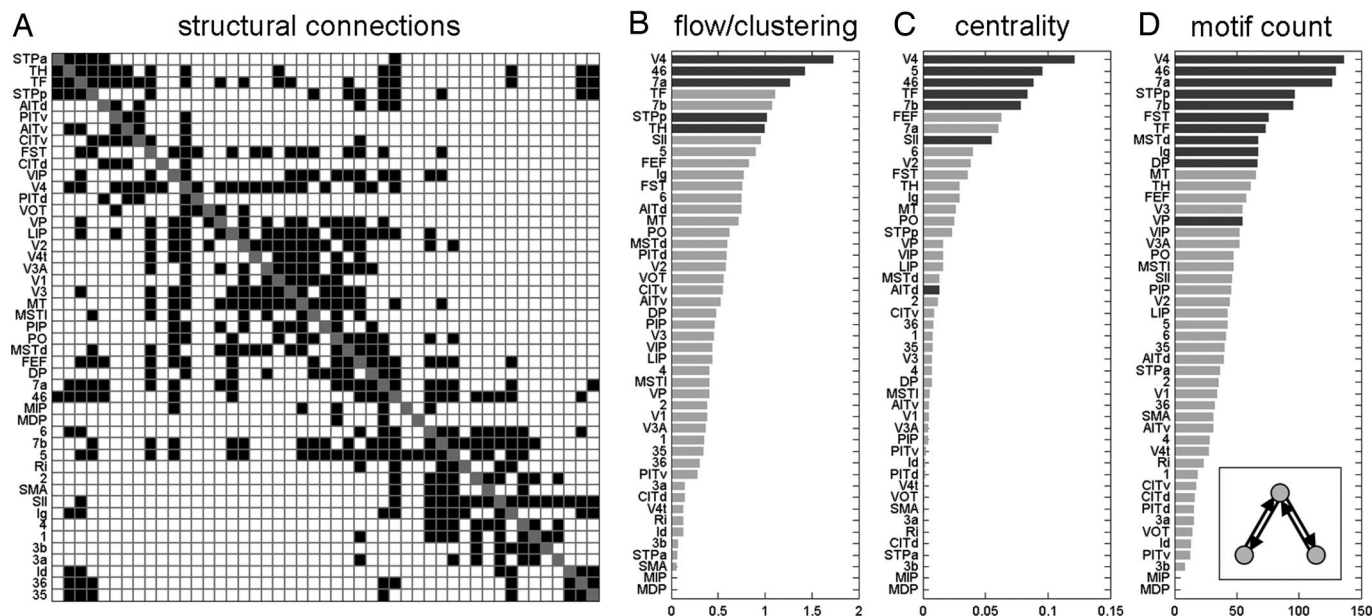 A structural connections
STPa
TH
TF
STPp
AITd
PITv
AITv
CITv
FST
CITd
VIP
V4
PITd
VOT
VP
LIP
V2
V4t
V3A
V1
V3
MT
MSTl
PIP
PO
MSTd
FEF
DP
7a
46
MIP
MDP
6
7b
5
Ri
2
SMA
SII
Ig
4
1
3b
3a
Id
36
35
B flow/clustering
V4
46
7a
TF
7b
STPp
TH
SII
5
FEF
Ig
FST
6
AITd
MT
PO
MSTd
PITd
V2
VOT
CITv
AITv
DP
PIP
V3
VIP
LIP
4
MSTl
VP
2
V1
V3A
1
35
36
PITv
3a
CITd
V4t
Ri
Id
3b
STPa
SMA
MIP
MDP
0 0.5 1 1.5 2
C centrality
V4
5
46
TF
7b
FEF
7a
SII
6
V2
FST
TH
Ig
MT
PO
STPp
VP
VIP
LIP
MSTd
AITd
2
CITv
36
1
35
V3
4
DP
MSTl
AITv
V1
V3A
PIP
PITv
Id
PITd
V4t
VOT
SMA
3a
Ri
CITd
STPa
3b
MIP
MDP
0 0.05 0.1 0.15
D motif count
V4
46
7a
STPp
7b
FST
TF
MSTd
Ig
DP
MT
TH
FEF
V3
VP
VIP
V3A
PO
MSTl
SII
PIP
V2
LIP
5
6
35
AITd
STPa
2
V1
36
SMA
AITv
4
V4t
Ri
1
CITv
CITd
PITd
3a
VOT
Id
PITv
3b
MIP
MDP
0 50 100 150